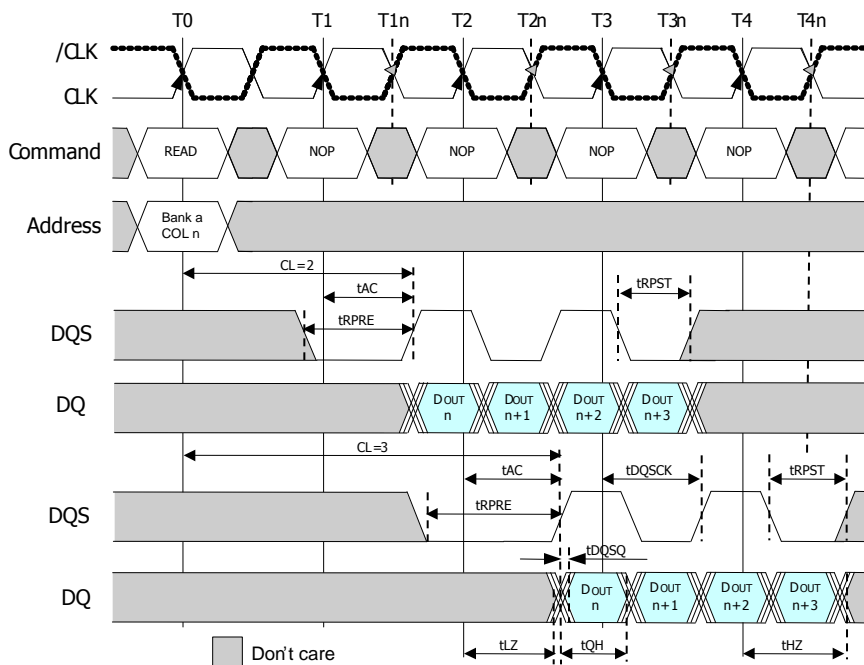 T0 T1 T1n T2 T2n T3 T3n T4 T4n
/CLK
CLK
Command READ NOP NOP NOP NOP
Address Bank a
COL n
CL=2
tAC
tRPRE
tRPST
DQS
DQ DOUT n DOUT n+1 DOUT n+2 DOUT n+3
CL=3
tAC tDQSCK tRPST
tRPRE
DQS
tDQSQ
DQ DOUT n DOUT n+1 DOUT n+2 DOUT n+3
tLZ tQH tHZ
Don't care